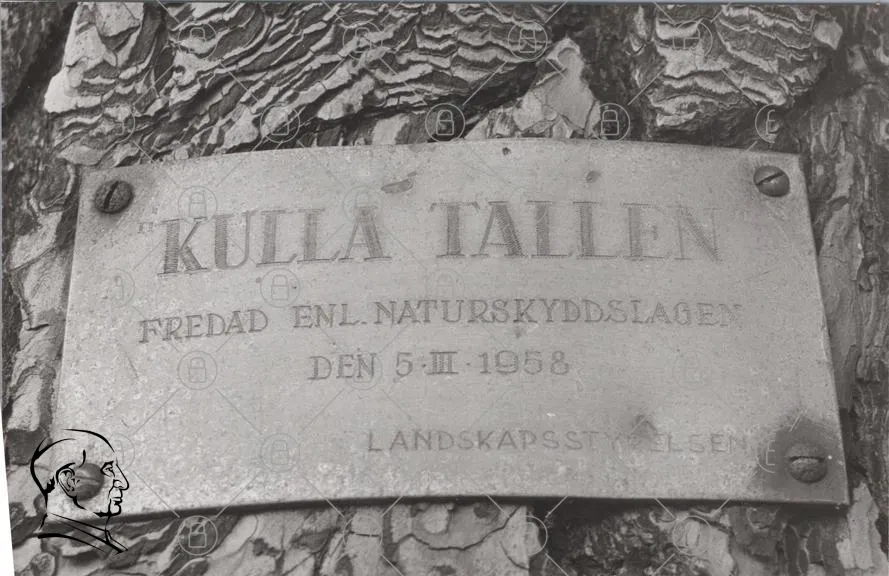 "KULLA TALLEN
FREDAD ENL. NATURSKYDDSLAGEN
DEN 5·III·1958
LANDSKAPSSTYRELSEN